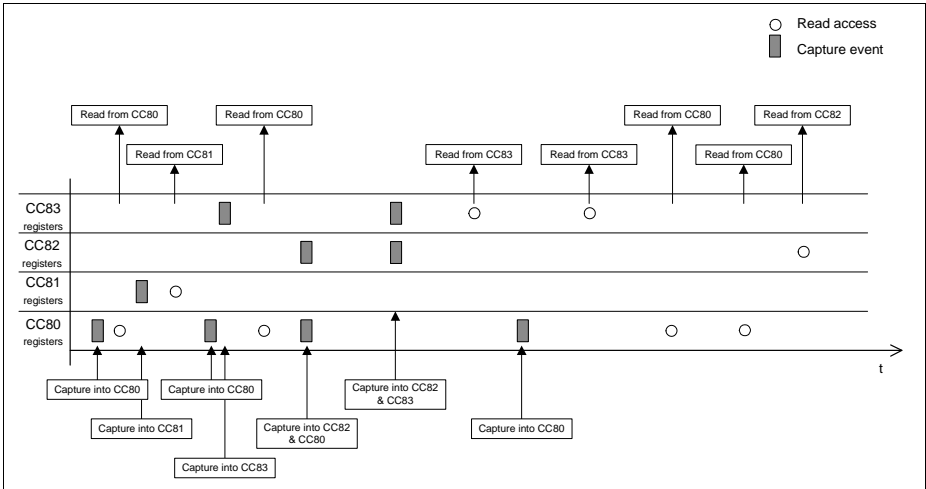 Read access
Capture event
Read from CC80
Read from CC80
Read from CC80
Read from CC82
Read from CC81
Read from CC83
Read from CC83
Read from CC80
CC83
registers
CC82
registers
CC81
registers
CC80
registers
t
Capture into CC80
Capture into CC80
Capture into CC82
& CC83
Capture into CC81
Capture into CC82
& CC80
Capture into CC80
Capture into CC83